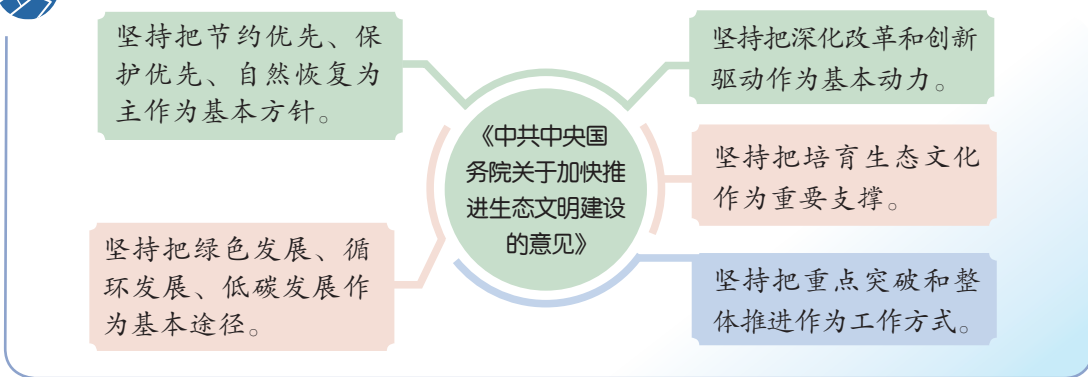 坚持把节约优先、保
护优先、自然恢复为
主作为基本方针。
坚持把绿色发展、循
环发展、低碳发展作
为基本途径。
《中共中央国
务院关于加快推
进生态文明建设
的意见》
坚持把深化改革和创新
驱动作为基本动力。
坚持把培育生态文化
作为重要支撑。
坚持把重点突破和整
体推进作为工作方式。